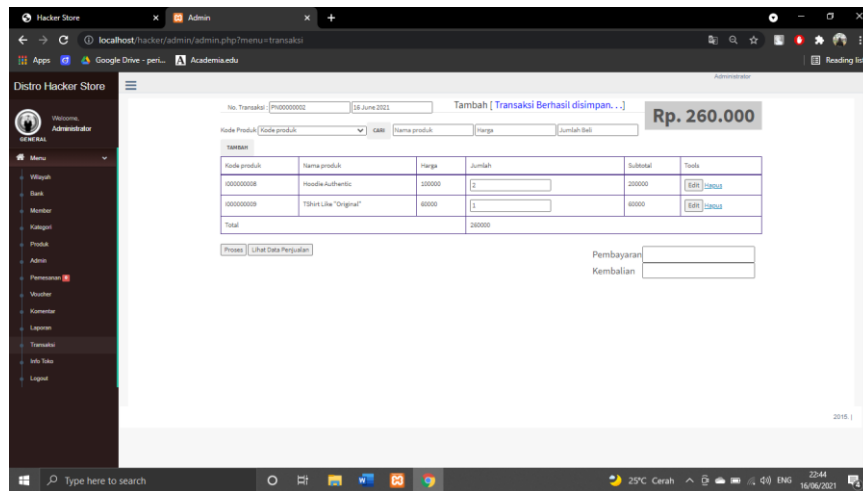 Hacker Store
Admin
localhost/hacker/admin/admin.php?menu=transaksi
Apps
Google Drive - peri...
Academia.edu
Reading lis
Distro Hacker Store
Administrator
Welcome,
Administrator
GENERAL
Menu
Wilayah
Bank
Member
Kategori
Produk
Admin
Pemesanan
Voucher
Komentar
Laporan
Transaksi
Info Toko
Logout
No. Transaksi : PN00000002 16 June 2021
Tambah [ Transaksi Berhasil disimpan. . .]
Rp. 260.000
Kode Produk Kode produk CARI Nama produk Harga Jumlah Beli
TAMBAH
Kode produk Nama produk Harga Jumlah Subtotal Tools
I000000008 Hoodie Authentic 100000 2 200000 Edit Hapus
I000000009 TShirt Like "Original" 60000 1 60000 Edit Hapus
Total 260000
Proses Lihat Data Penjualan
Pembayaran
Kembalian
2015. |
Type here to search
25°C Cerah
ENG
22:44
16/06/2021